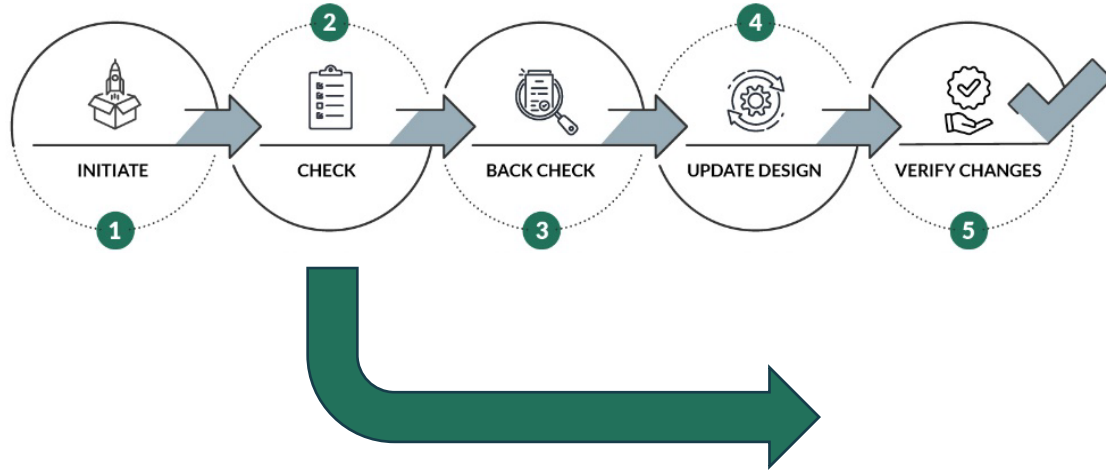 2
4
INITIATE
CHECK
BACK CHECK
UPDATE DESIGN
VERIFY CHANGES
1
3
5